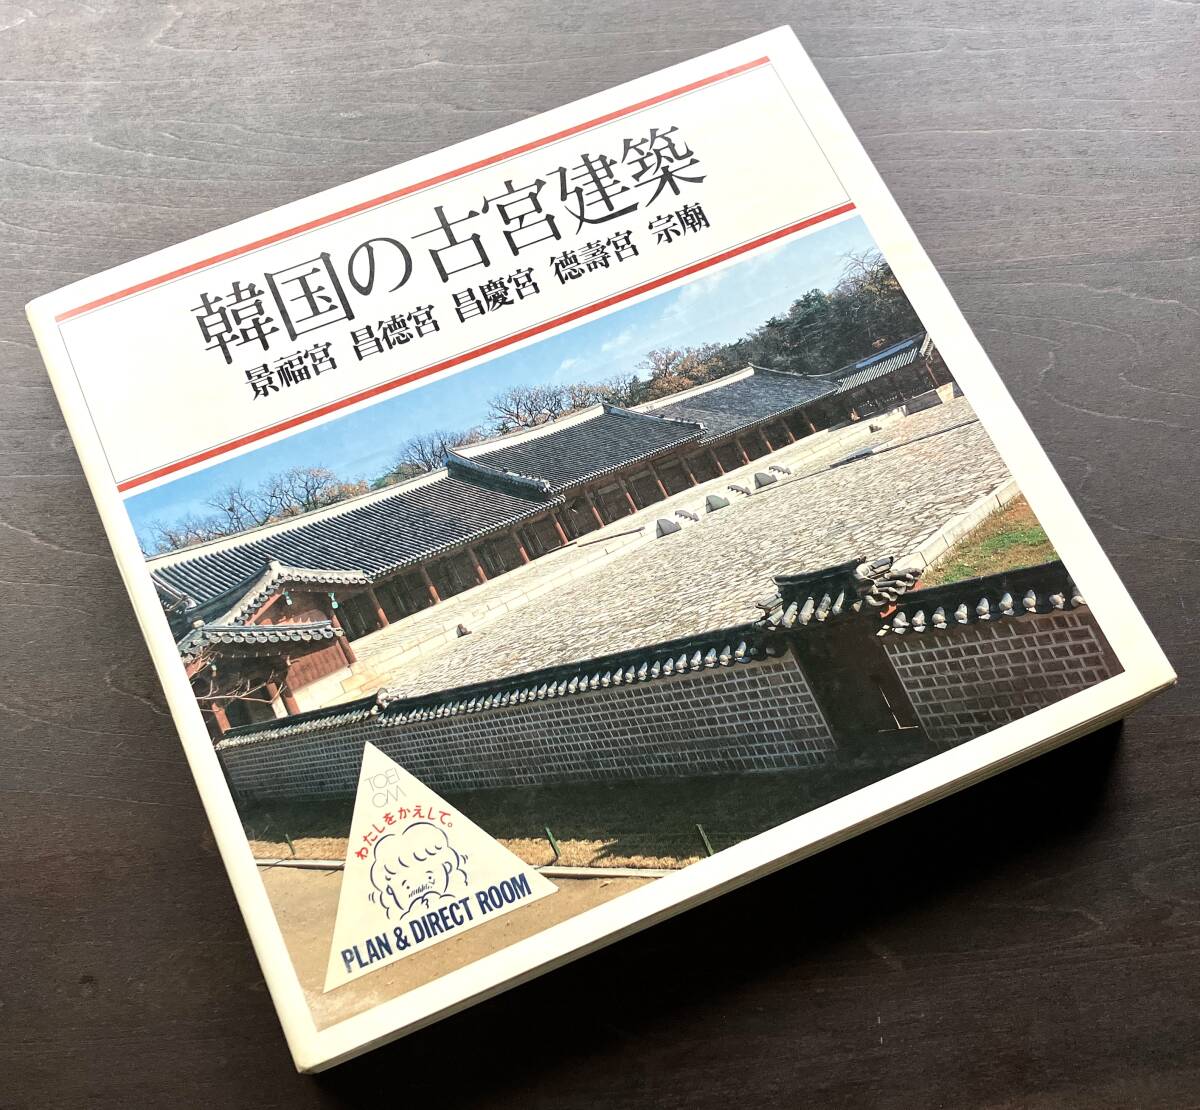 韓国の古宮建築
景福宮 昌徳宮 昌慶宮 徳壽宮 宗廟
TOEI
CM
わたしをかえして。
PLAN & DIRECT ROOM